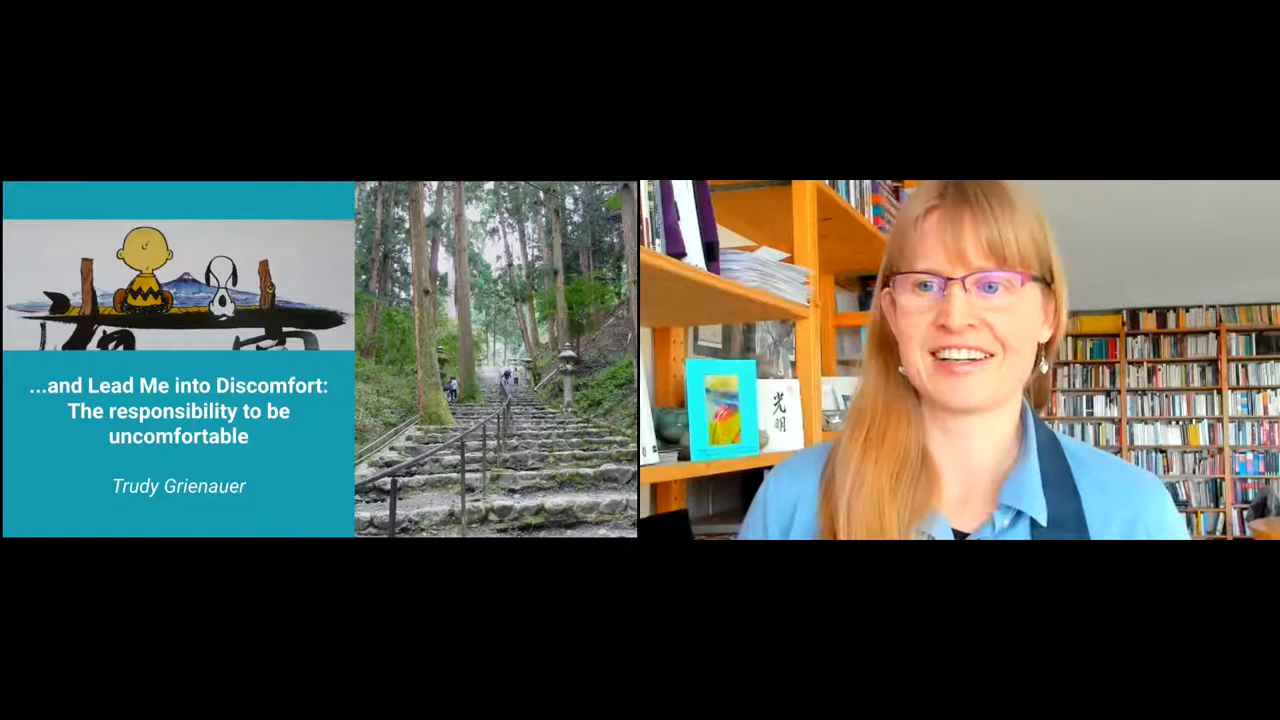 ...and Lead Me into Discomfort:
The responsibility to be
uncomfortable
Trudy Grienauer
光
明